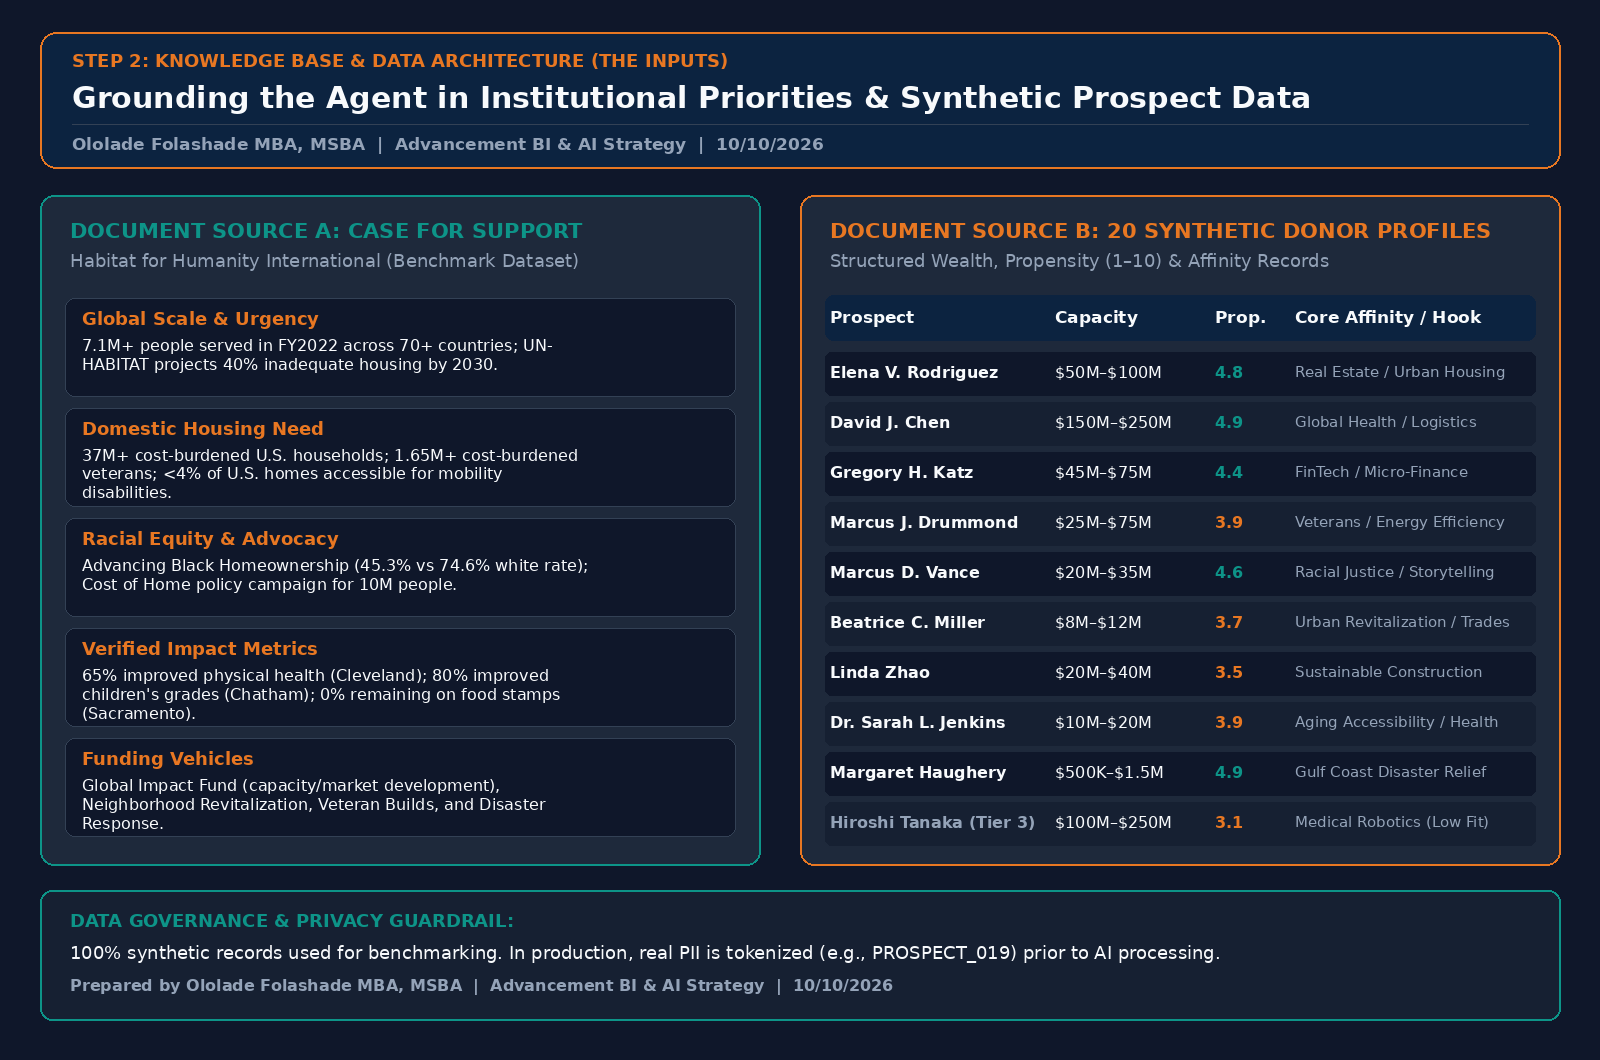 STEP 2: KNOWLEDGE BASE & DATA ARCHITECTURE (THE INPUTS)
Grounding the Agent in Institutional Priorities & Synthetic Prospect Data
Ololade Folashade MBA, MSBA | Advancement BI & AI Strategy | 10/10/2026
DOCUMENT SOURCE A: CASE FOR SUPPORT
Habitat for Humanity International (Benchmark Dataset)
Global Scale & Urgency
7.1M+ people served in FY2022 across 70+ countries; UN-
HABITAT projects 40% inadequate housing by 2030.
Domestic Housing Need
37M+ cost-burdened U.S. households; 1.65M+ cost-burdened
veterans; <4% of U.S. homes accessible for mobility
disabilities.
Racial Equity & Advocacy
Advancing Black Homeownership (45.3% vs 74.6% white rate);
Cost of Home policy campaign for 10M people.
Verified Impact Metrics
65% improved physical health (Cleveland); 80% improved
children's grades (Chatham); 0% remaining on food stamps
(Sacramento).
Funding Vehicles
Global Impact Fund (capacity/market development),
Neighborhood Revitalization, Veteran Builds, and Disaster
Response.
DOCUMENT SOURCE B: 20 SYNTHETIC DONOR PROFILES
Structured Wealth, Propensity (1–10) & Affinity Records
Prospect Capacity Prop. Core Affinity / Hook
Elena V. Rodriguez $50M–$100M 4.8 Real Estate / Urban Housing
David J. Chen $150M–$250M 4.9 Global Health / Logistics
Gregory H. Katz $45M–$75M 4.4 FinTech / Micro-Finance
Marcus J. Drummond $25M–$75M 3.9 Veterans / Energy Efficiency
Marcus D. Vance $20M–$35M 4.6 Racial Justice / Storytelling
Beatrice C. Miller $8M–$12M 3.7 Urban Revitalization / Trades
Linda Zhao $20M–$40M 3.5 Sustainable Construction
Dr. Sarah L. Jenkins $10M–$20M 3.9 Aging Accessibility / Health
Margaret Haughery $500K–$1.5M 4.9 Gulf Coast Disaster Relief
Hiroshi Tanaka (Tier 3) $100M–$250M 3.1 Medical Robotics (Low Fit)
DATA GOVERNANCE & PRIVACY GUARDRAIL:
100% synthetic records used for benchmarking. In production, real PII is tokenized (e.g., PROSPECT_019) prior to AI processing.
Prepared by Ololade Folashade MBA, MSBA | Advancement BI & AI Strategy | 10/10/2026